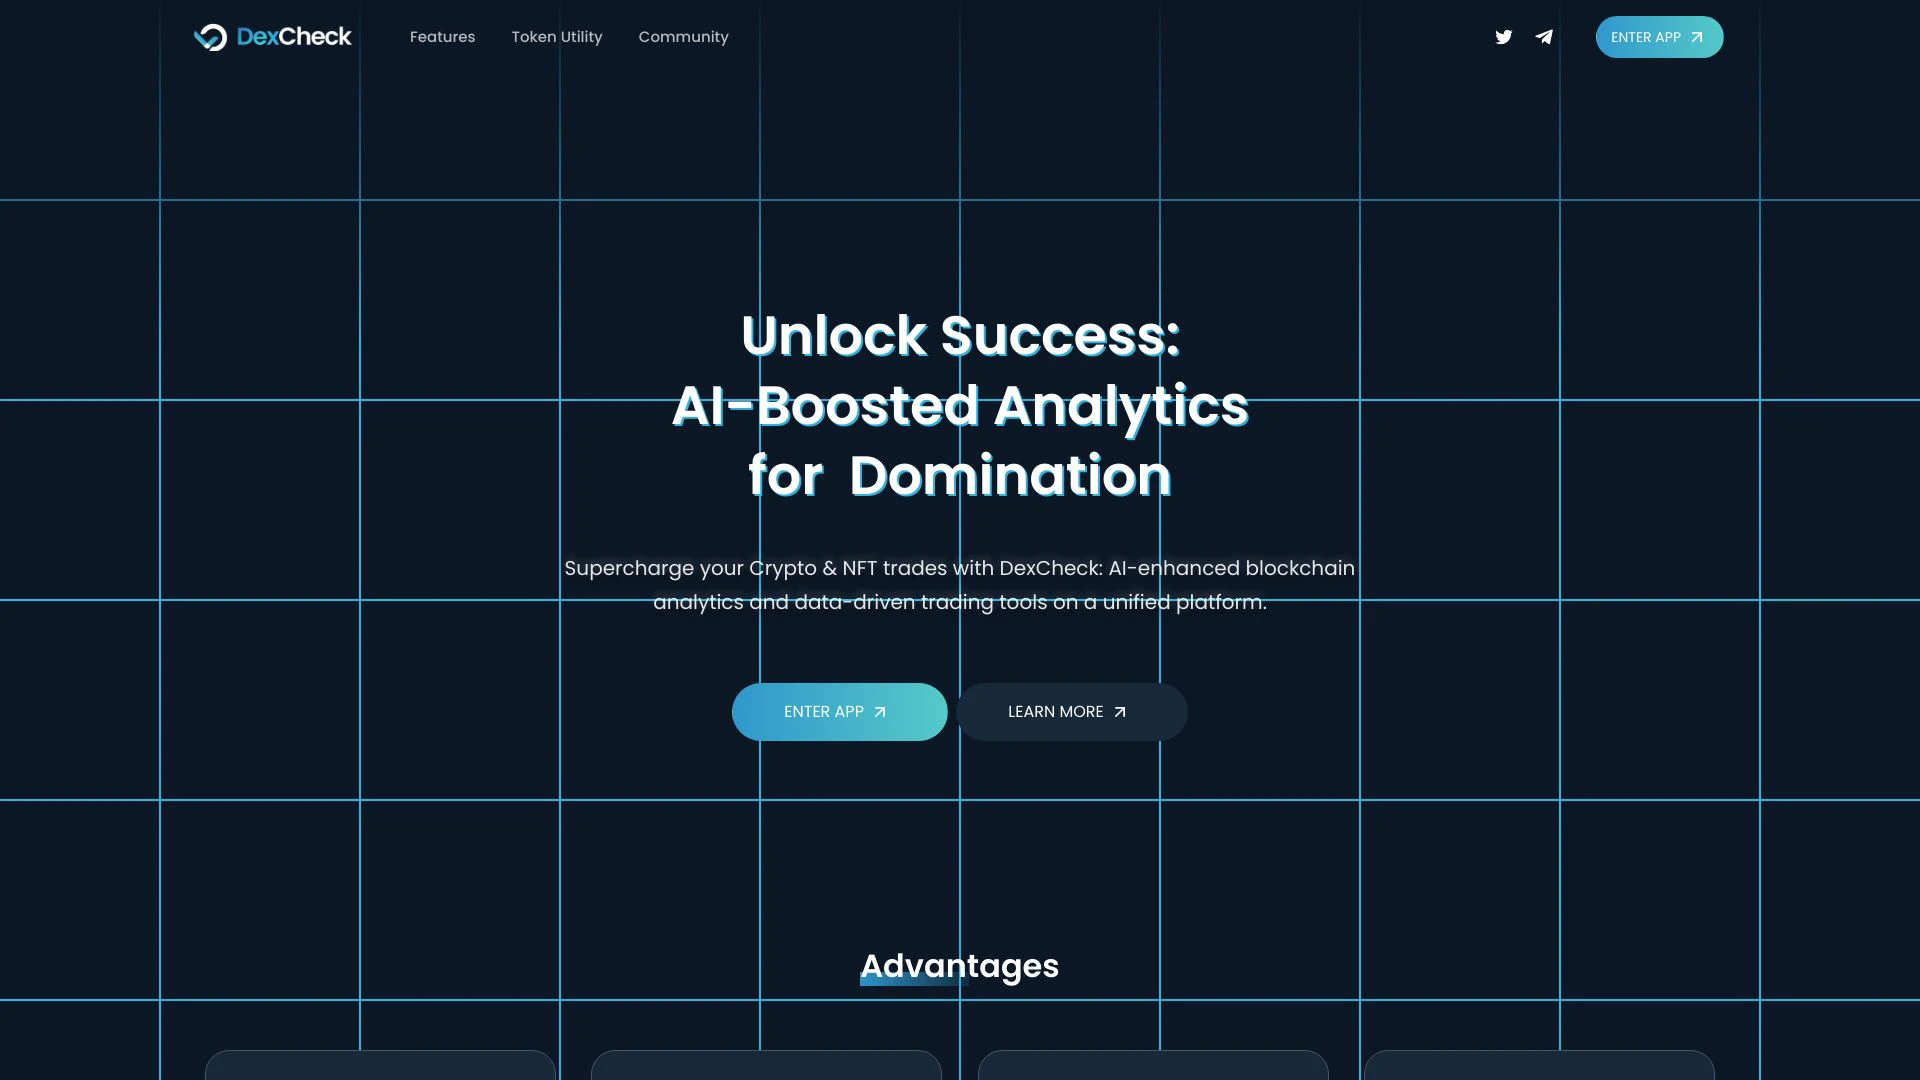 DexCheck
Features
Token Utility
Community
ENTER APP
Unlock Success:
AI-Boosted Analytics
for Domination
Supercharge your Crypto & NFT trades with DexCheck: AI-enhanced blockchain
analytics and data-driven trading tools on a unified platform.
ENTER APP
LEARN MORE
Advantages